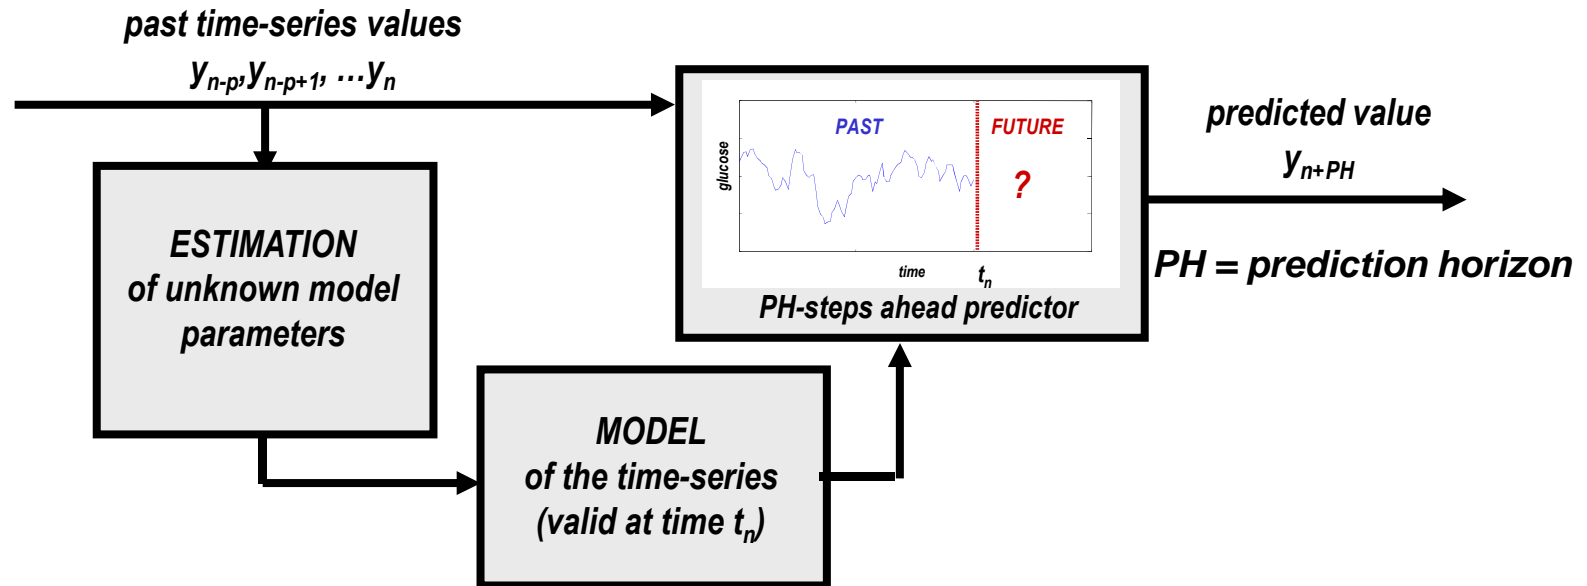 past time-series values
yn-p,yn-p+1, …yn
ESTIMATION
of unknown model
parameters
MODEL
of the time-series
(valid at time tn)
PAST
FUTURE
?
glucose
time
tn
PH-steps ahead predictor
predicted value
yn+PH
PH = prediction horizon